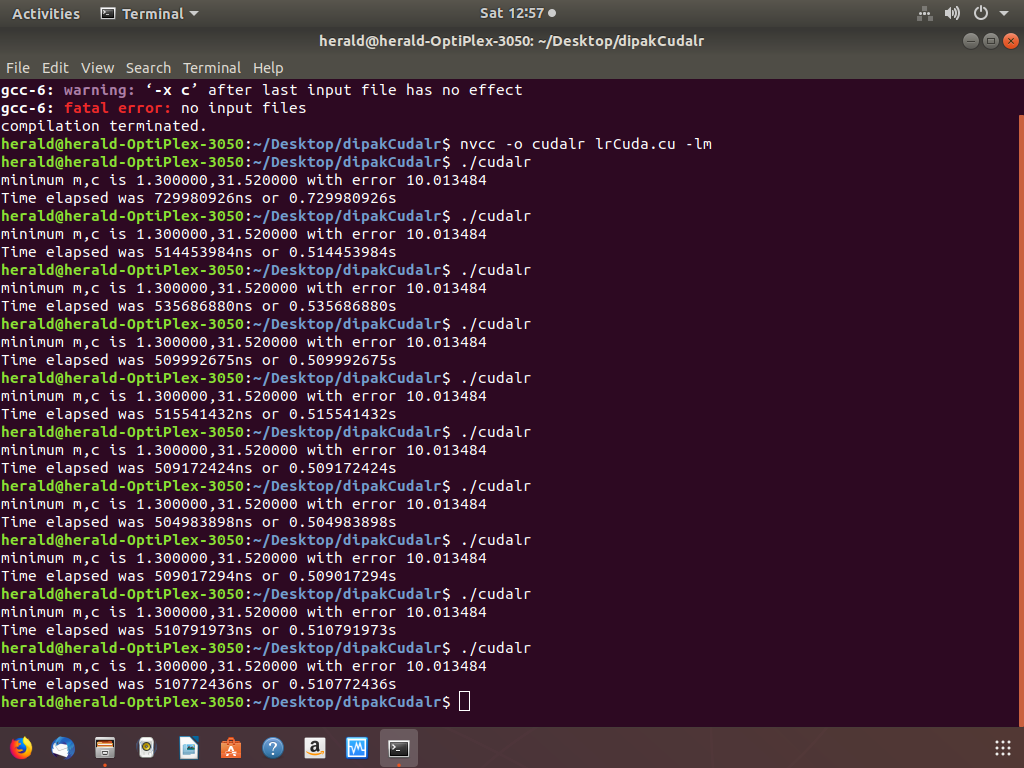 Activities Terminal Sat 12:57
herald@herald-OptiPlex-3050: ~/Desktop/dipakCudalr
File Edit View Search Terminal Help
gcc-6: warning: ‘-x c’ after last input file has no effect
gcc-6: fatal error: no input files
compilation terminated.
herald@herald-OptiPlex-3050:~/Desktop/dipakCudalr$ nvcc -o cudalr lrCuda.cu -lm
herald@herald-OptiPlex-3050:~/Desktop/dipakCudalr$ ./cudalr
minimum m,c is 1.300000,31.520000 with error 10.013484
Time elapsed was 729980926ns or 0.729980926s
herald@herald-OptiPlex-3050:~/Desktop/dipakCudalr$ ./cudalr
minimum m,c is 1.300000,31.520000 with error 10.013484
Time elapsed was 514453984ns or 0.514453984s
herald@herald-OptiPlex-3050:~/Desktop/dipakCudalr$ ./cudalr
minimum m,c is 1.300000,31.520000 with error 10.013484
Time elapsed was 535686880ns or 0.535686880s
herald@herald-OptiPlex-3050:~/Desktop/dipakCudalr$ ./cudalr
minimum m,c is 1.300000,31.520000 with error 10.013484
Time elapsed was 509992675ns or 0.509992675s
herald@herald-OptiPlex-3050:~/Desktop/dipakCudalr$ ./cudalr
minimum m,c is 1.300000,31.520000 with error 10.013484
Time elapsed was 515541432ns or 0.515541432s
herald@herald-OptiPlex-3050:~/Desktop/dipakCudalr$ ./cudalr
minimum m,c is 1.300000,31.520000 with error 10.013484
Time elapsed was 509172424ns or 0.509172424s
herald@herald-OptiPlex-3050:~/Desktop/dipakCudalr$ ./cudalr
minimum m,c is 1.300000,31.520000 with error 10.013484
Time elapsed was 504983898ns or 0.504983898s
herald@herald-OptiPlex-3050:~/Desktop/dipakCudalr$ ./cudalr
minimum m,c is 1.300000,31.520000 with error 10.013484
Time elapsed was 509017294ns or 0.509017294s
herald@herald-OptiPlex-3050:~/Desktop/dipakCudalr$ ./cudalr
minimum m,c is 1.300000,31.520000 with error 10.013484
Time elapsed was 510791973ns or 0.510791973s
herald@herald-OptiPlex-3050:~/Desktop/dipakCudalr$ ./cudalr
minimum m,c is 1.300000,31.520000 with error 10.013484
Time elapsed was 510772436ns or 0.510772436s
herald@herald-OptiPlex-3050:~/Desktop/dipakCudalr$